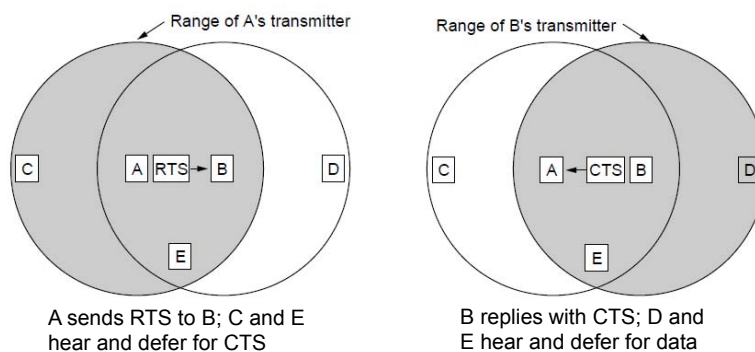 Range of A's transmitter
C
A
RTS
B
D
E
A sends RTS to B; C and E
hear and defer for CTS
Range of B's transmitter
C
A
CTS
B
D
E
B replies with CTS; D and
E hear and defer for data